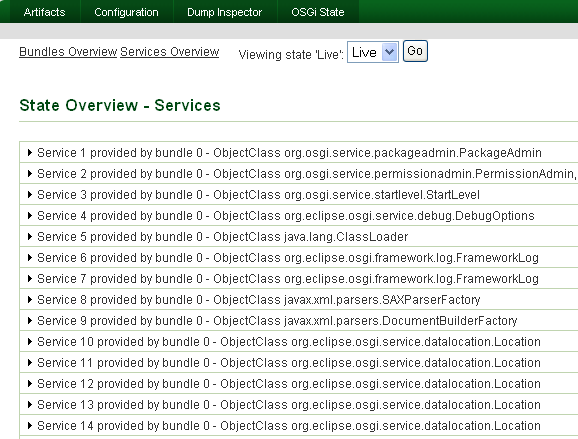 Artifacts Configuration Dump Inspector OSGi State
Bundles Overview Services Overview Viewing state 'Live': Live Go
State Overview - Services
Service 1 provided by bundle 0 - ObjectClass org.osgi.service.packageadmin.PackageAdmin
Service 2 provided by bundle 0 - ObjectClass org.osgi.service.permissionadmin.PermissionAdmin,
Service 3 provided by bundle 0 - ObjectClass org.osgi.service.startlevel.StartLevel
Service 4 provided by bundle 0 - ObjectClass org.eclipse.osgi.service.debug.DebugOptions
Service 5 provided by bundle 0 - ObjectClass java.lang.ClassLoader
Service 6 provided by bundle 0 - ObjectClass org.eclipse.osgi.framework.log.FrameworkLog
Service 7 provided by bundle 0 - ObjectClass org.eclipse.osgi.framework.log.FrameworkLog
Service 8 provided by bundle 0 - ObjectClass javax.xml.parsers.SAXParserFactory
Service 9 provided by bundle 0 - ObjectClass javax.xml.parsers.DocumentBuilderFactory
Service 10 provided by bundle 0 - ObjectClass org.eclipse.osgi.service.datalocation.Location
Service 11 provided by bundle 0 - ObjectClass org.eclipse.osgi.service.datalocation.Location
Service 12 provided by bundle 0 - ObjectClass org.eclipse.osgi.service.datalocation.Location
Service 13 provided by bundle 0 - ObjectClass org.eclipse.osgi.service.datalocation.Location
Service 14 provided by bundle 0 - ObjectClass org.eclipse.osgi.service.datalocation.Location